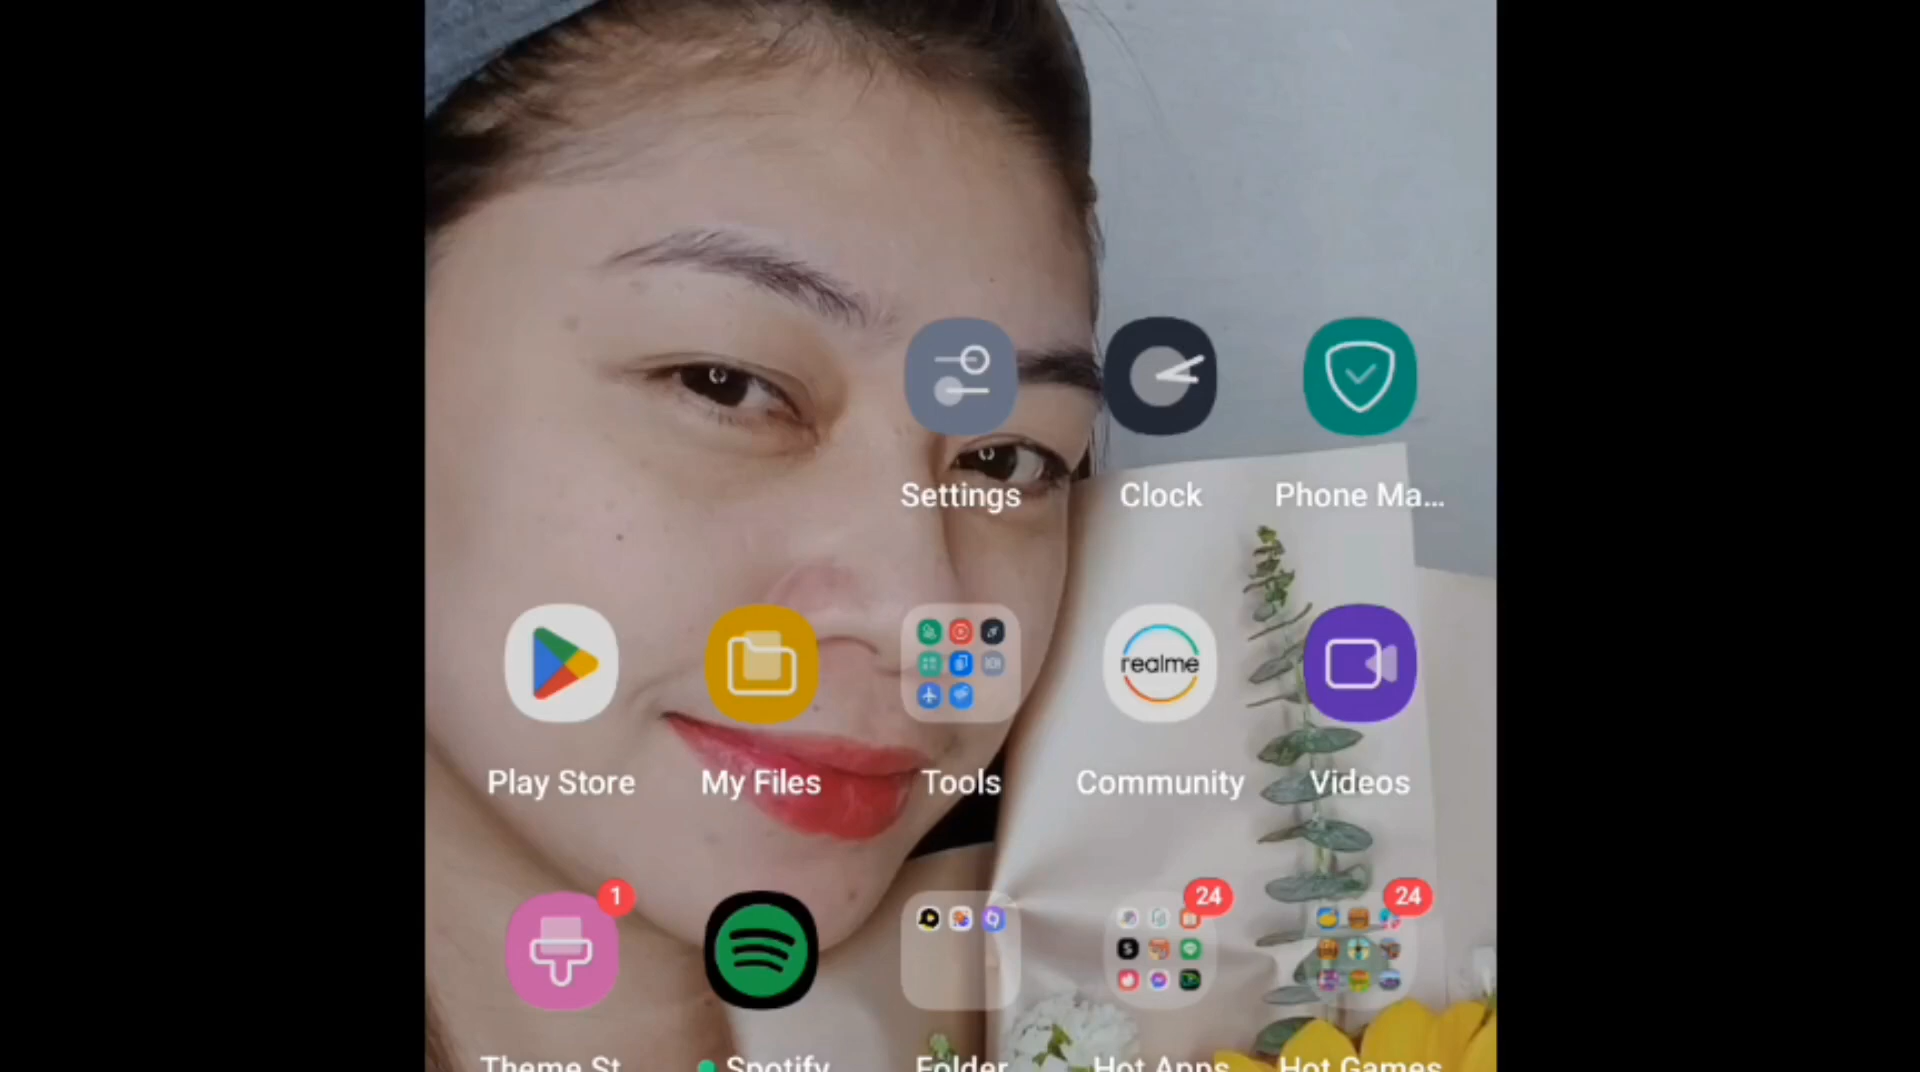 Settings Clock Phone Ma...
realme
Play Store My Files Tools Community Videos
1 24 24
Theme St Spotify Folder Hot Apps Hot Games